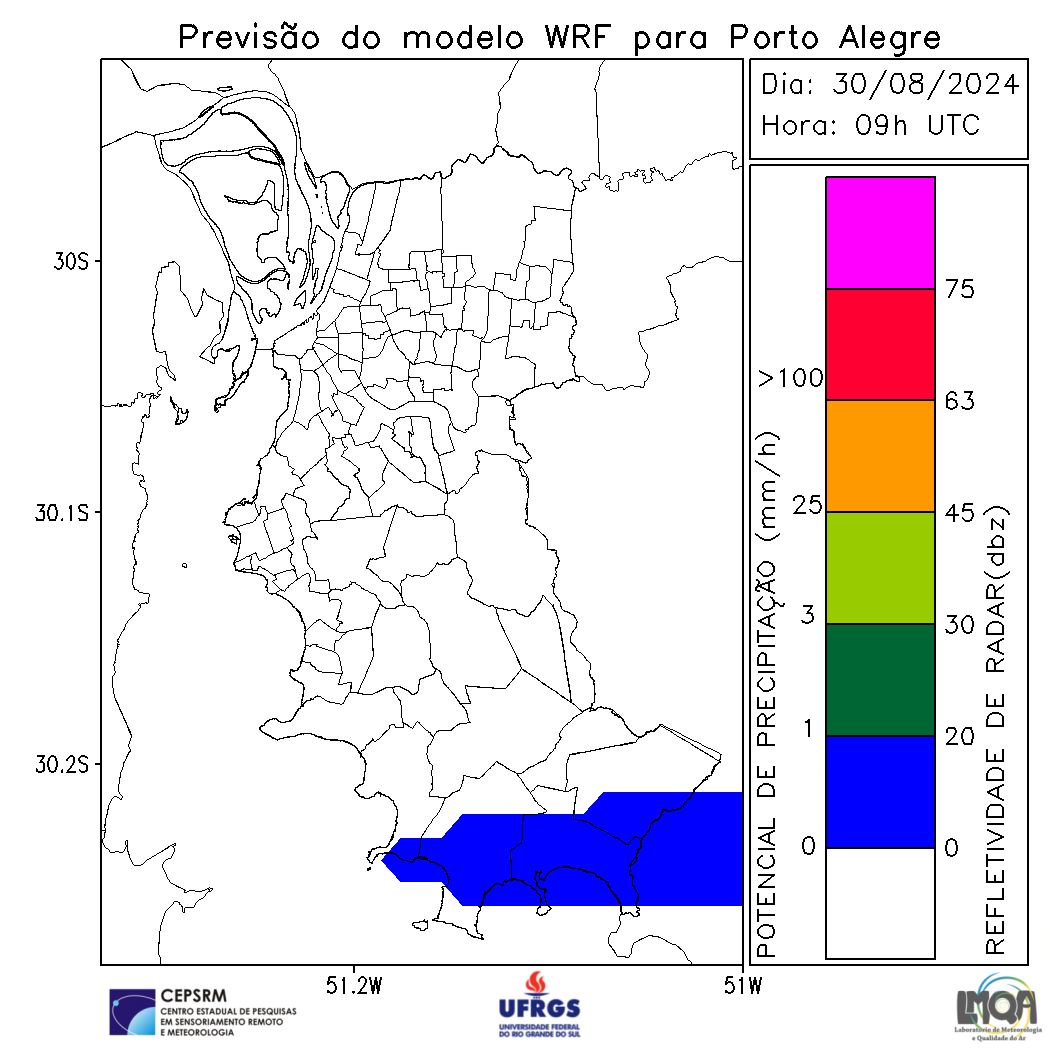 Previsão do modelo WRF para Porto Alegre
Dia: 30/08/2024
Hora: 09h UTC
30S
30.1S
30.2S
51.2W
51W
POTENCIAL DE PRECIPITAÇÃO (mm/h)
>100
25
3
1
0
75
63
45
30
20
0
REFLETIVIDADE DE RADAR(dbz)
CEPSRM
CENTRO ESTADUAL DE PESQUISAS
EM SENSORIAMENTO REMOTO
E METEOROLOGIA
UFRGS
UNIVERSIDADE FEDERAL
DO RIO GRANDE DO SUL
LMQA
Laboratório de Meteorologia
e Qualidade do Ar